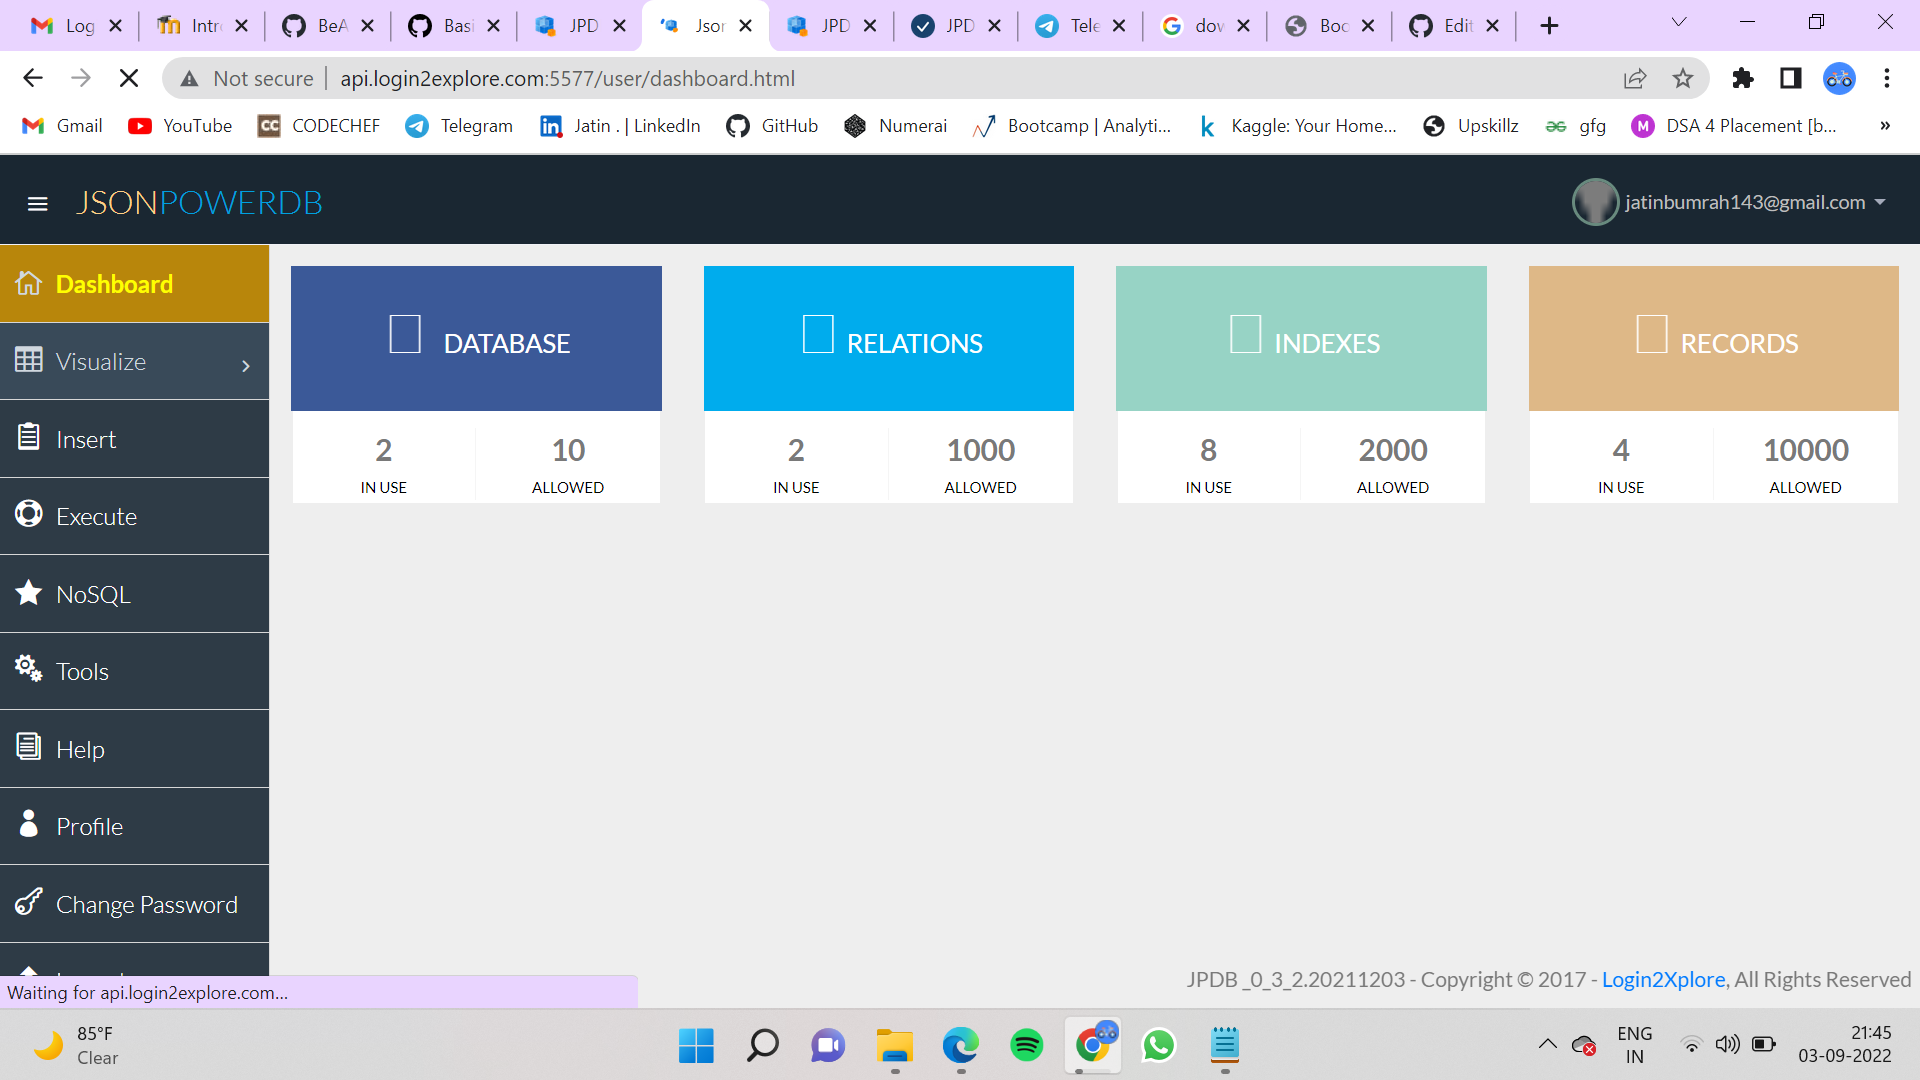 Log
Intr
BeA
Basi
JPD
Json
JPD
JPD
Tele
dow
Boo
Edit
Not secure
api.login2explore.com:5577/user/dashboard.html
Gmail
YouTube
CODECHEF
Telegram
Jatin . | LinkedIn
GitHub
Numerai
Bootcamp | Analyti...
Kaggle: Your Home...
Upskillz
gfg
DSA 4 Placement [b...
JSONPOWERDB
jatinbumrah143@gmail.com
Dashboard
Visualize
Insert
Execute
NoSQL
Tools
Help
Profile
Change Password
DATABASE
2
IN USE
10
ALLOWED
RELATIONS
2
IN USE
1000
ALLOWED
INDEXES
8
IN USE
2000
ALLOWED
RECORDS
4
IN USE
10000
ALLOWED
JPDB _0_3_2.20211203 - Copyright © 2017 - Login2Xplore, All Rights Reserved
Waiting for api.login2explore.com...
85°F
Clear
ENG
IN
21:45
03-09-2022